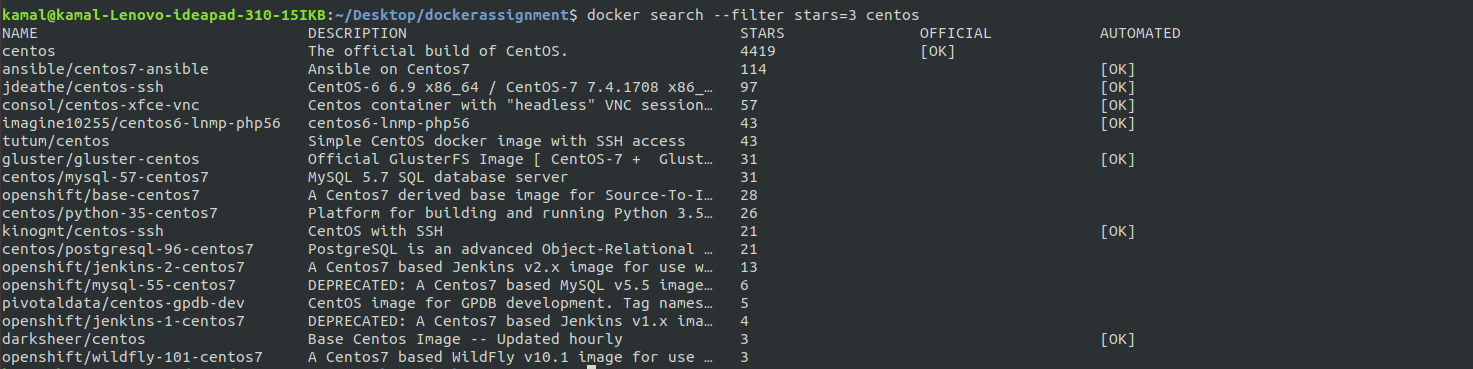 kamal@kamal-Lenovo-ideapad-310-15IKB:~/Desktop/dockerassignment$ docker search --filter stars=3 centos
NAME DESCRIPTION STARS OFFICIAL AUTOMATED
centos The official build of CentOS. 4419 [OK]
ansible/centos7-ansible Ansible on Centos7 114 [OK]
jdeathe/centos-ssh CentOS-6 6.9 x86_64 / CentOS-7 7.4.1708 x86_… 97 [OK]
consol/centos-xfce-vnc Centos container with "headless" VNC session… 57 [OK]
imagine10255/centos6-lnmp-php56 centos6-lnmp-php56 43 [OK]
tutum/centos Simple CentOS docker image with SSH access 43
gluster/gluster-centos Official GlusterFS Image [ CentOS-7 + Glust… 31 [OK]
centos/mysql-57-centos7 MySQL 5.7 SQL database server 31
openshift/base-centos7 A Centos7 derived base image for Source-To-I… 28
centos/python-35-centos7 Platform for building and running Python 3.5… 26
kinogmt/centos-ssh CentOS with SSH 21 [OK]
centos/postgresql-96-centos7 PostgreSQL is an advanced Object-Relational … 21
openshift/jenkins-2-centos7 A Centos7 based Jenkins v2.x image for use w… 13
openshift/mysql-55-centos7 DEPRECATED: A Centos7 based MySQL v5.5 image… 6
pivotaldata/centos-gpdb-dev CentOS image for GPDB development. Tag names… 5
openshift/jenkins-1-centos7 DEPRECATED: A Centos7 based Jenkins v1.x ima… 4
darksheer/centos Base Centos Image -- Updated hourly 3 [OK]
openshift/wildfly-101-centos7 A Centos7 based WildFly v10.1 image for use … 3